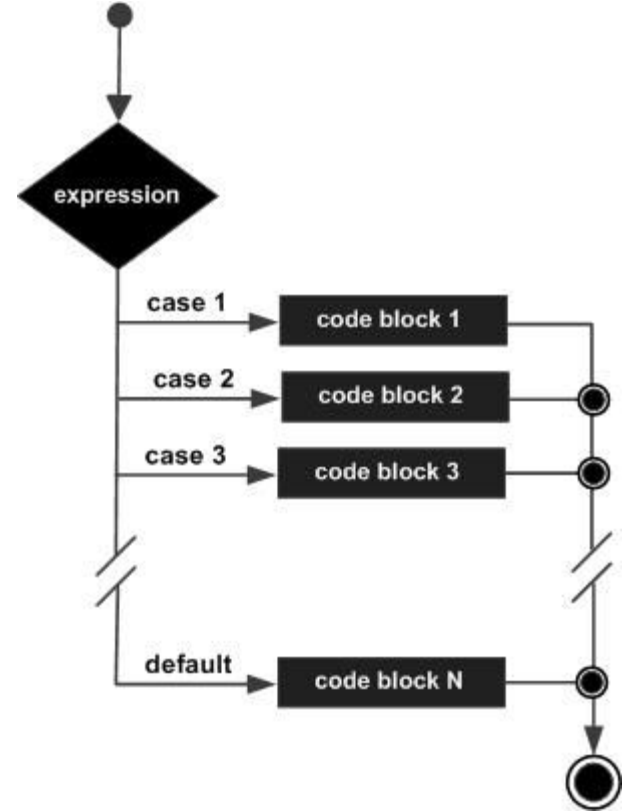 expression
case 1
code block 1
case 2
code block 2
case 3
code block 3
default
code block N